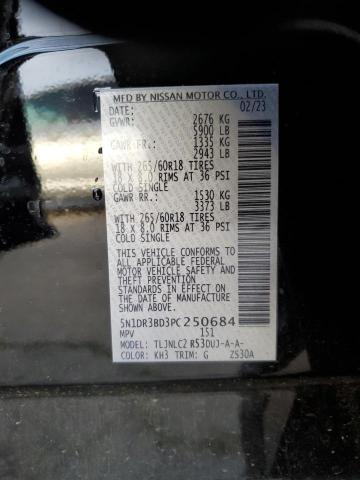 MFD BY NISSAN MOTOR CO., LTD.
DATE: 02/23
GVWR: 2676 KG
5900 LB
GAWR FR.: 1335 KG
2943 LB
WITH 265/60R18 TIRES
18 X 8.0 RIMS AT 36 PSI
COLD SINGLE
GAWR RR.: 1530 KG
3373 LB
WITH 265/60R18 TIRES
18 X 8.0 RIMS AT 36 PSI
COLD SINGLE
THIS VEHICLE CONFORMS TO ALL
APPLICABLE FEDERAL
MOTOR VEHICLE SAFETY
AND THEFT PREVENTION
STANDARDS IN EFFECT
ON THE DATE OF
MANUFACTURE SHOWN
ABOVE.
5N1DR3BD3PC250684
MPV 151
MODEL: TLJNLC2 R53DUJ-A-A-
COLOR: KH3 TRIM: G ZS30A